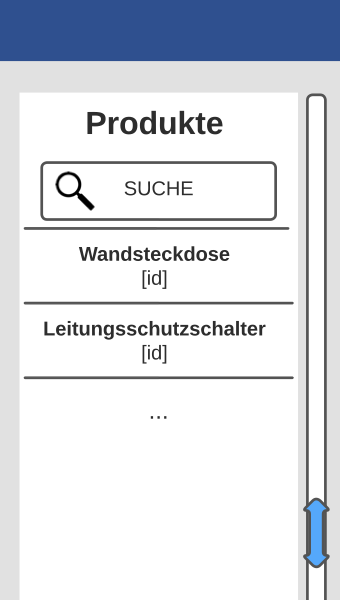 Produkte
SUCHE
Wandsteckdose
[id]
Leitungsschutzschalter
[id]
...